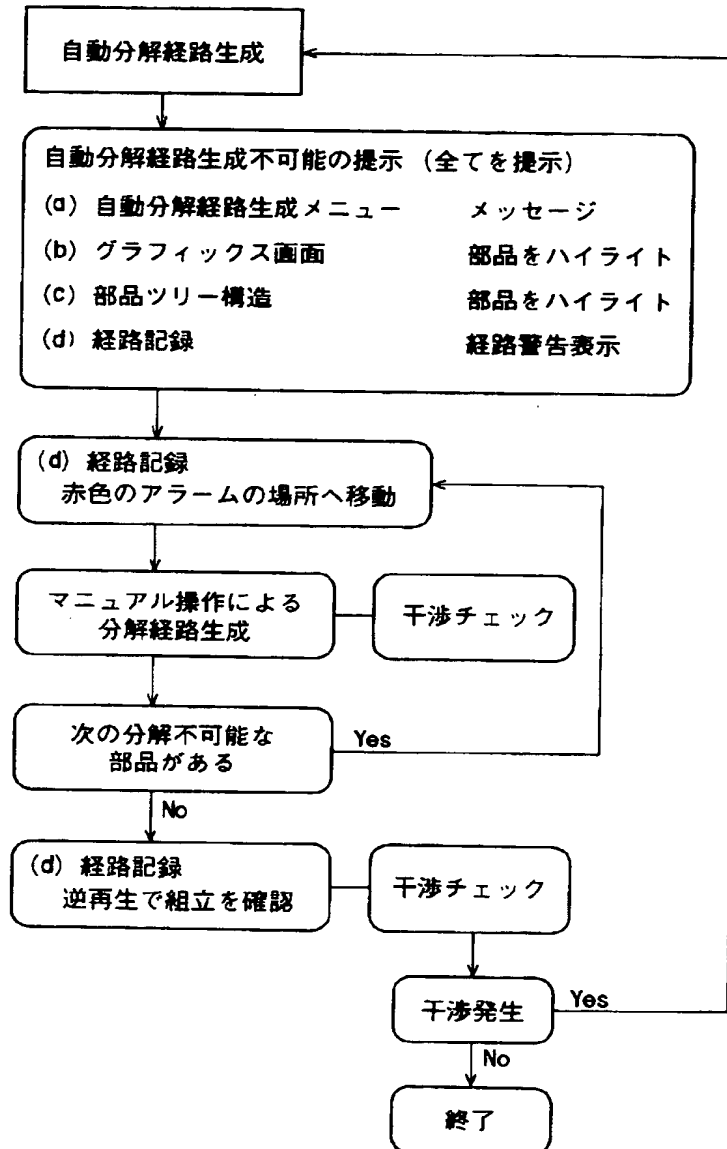 自動分解経路生成
自動分解経路生成不可能の提示（全てを提示）
(a) 自動分解経路生成メニュー　メッセージ
(b) グラフィックス画面　部品をハイライト
(c) 部品ツリー構造　部品をハイライト
(d) 経路記録　経路警告表示
(d) 経路記録
赤色のアラームの場所へ移動
マニュアル操作による
分解経路生成
干渉チェック
次の分解不可能な
部品がある
Yes
No
(d) 経路記録
逆再生で組立を確認
干渉チェック
干渉発生
Yes
No
終了